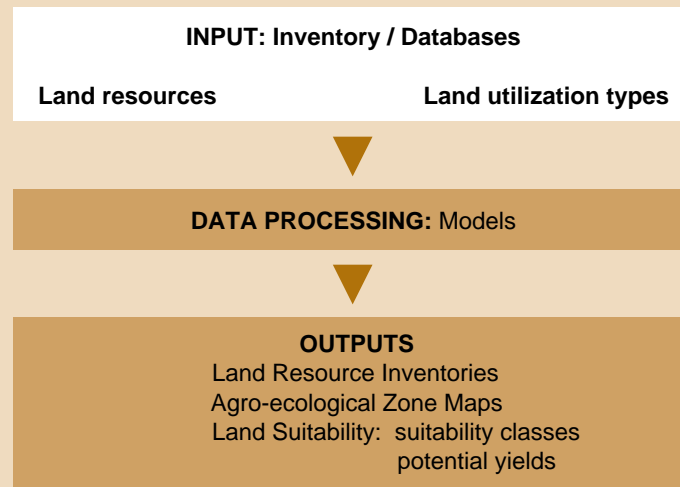 INPUT: Inventory / Databases
Land resources Land utilization types
DATA PROCESSING: Models
OUTPUTS
Land Resource Inventories
Agro-ecological Zone Maps
Land Suitability: suitability classes
potential yields